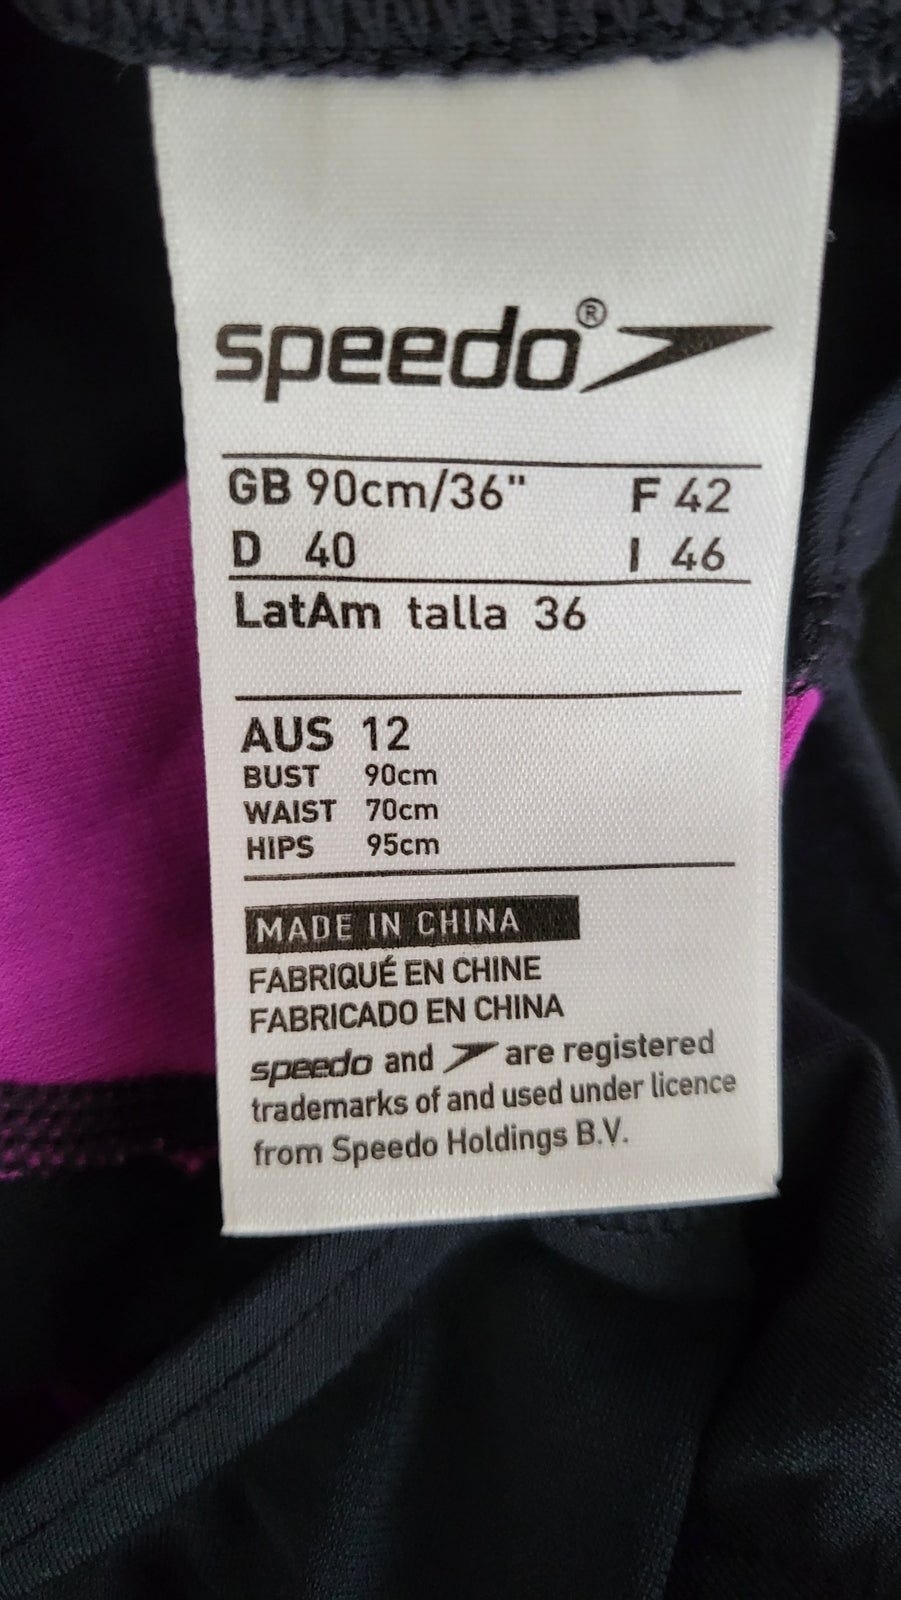 speedo®
GB 90cm/36" F 42
D 40 I 46
LatAm talla 36
AUS 12
BUST 90cm
WAIST 70cm
HIPS 95cm
MADE IN CHINA
FABRIQUÉ EN CHINE
FABRICADO EN CHINA
speedo and are registered
trademarks of and used under licence
from Speedo Holdings B.V.